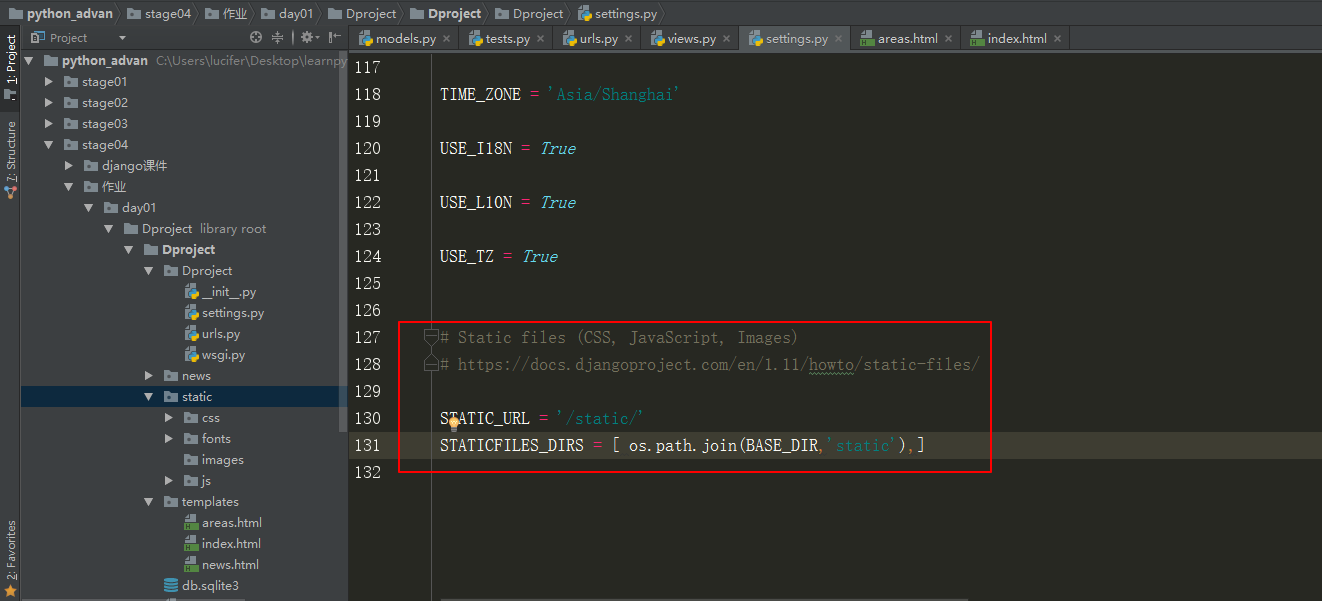 python_advan stage04 作业 day01 Dproject Dproject Dproject settings.py
Project
models.py tests.py urls.py views.py settings.py areas.html index.html
1: Project
7: Structure
2: Favorites
python_advan C:\Users\lucifer\Desktop\learnpy
stage01
stage02
stage03
stage04
django课件
作业
day01
Dproject library root
Dproject
Dproject
__init__.py
settings.py
urls.py
wsgi.py
news
static
css
fonts
images
js
templates
areas.html
index.html
news.html
db.sqlite3
117
118 TIME_ZONE = 'Asia/Shanghai'
119
120 USE_I18N = True
121
122 USE_L10N = True
123
124 USE_TZ = True
125
126
127 # Static files (CSS, JavaScript, Images)
128 # https://docs.djangoproject.com/en/1.11/howto/static-files/
129
130 STATIC_URL = '/static/'
131 STATICFILES_DIRS = [ os.path.join(BASE_DIR,'static'),]
132